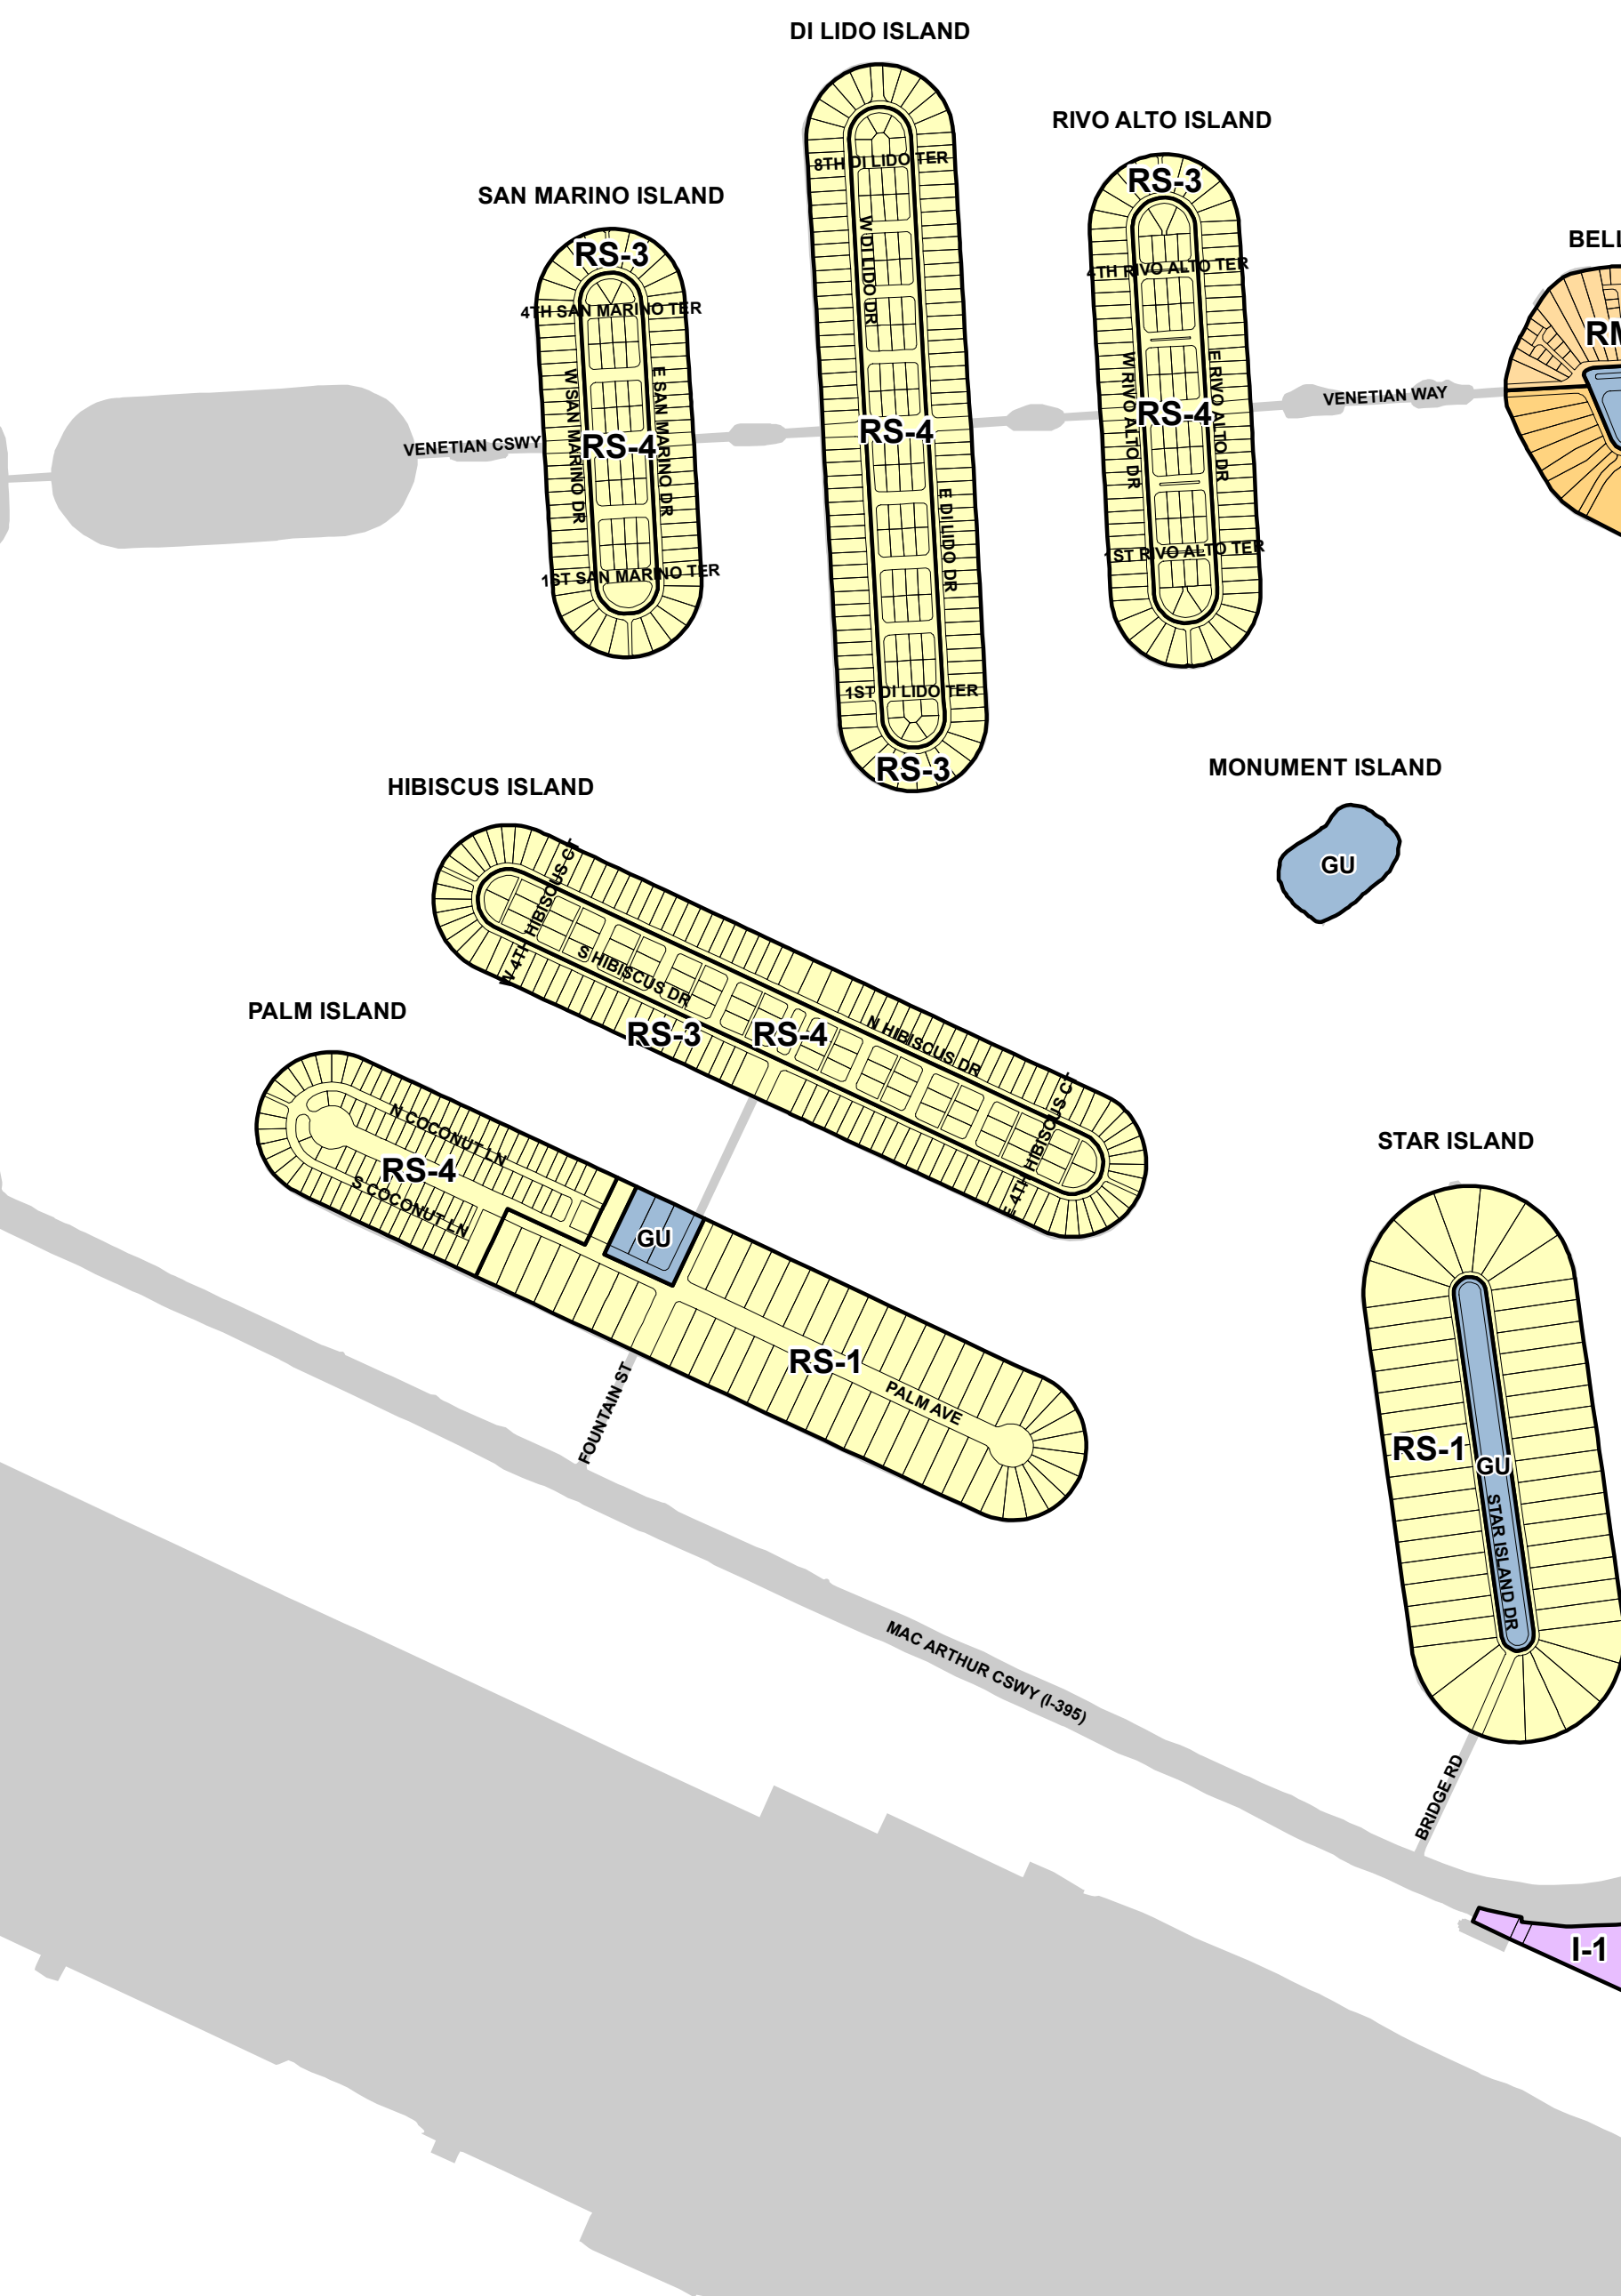 DI LIDO ISLAND
RIVO ALTO ISLAND
SAN MARINO ISLAND
BELL
8TH DI LIDO TER
W DI LIDO DR
RS-4
E DI LIDO DR
1ST DI LIDO TER
RS-3
RS-3
4TH RIVO ALTO TER
W RIVO ALTO DR
E RIVO ALTO DR
RS-4
1ST RIVO ALTO TER
RS-3
4TH SAN MARINO TER
W SAN MARINO DR
E SAN MARINO DR
RS-4
1ST SAN MARINO TER
VENETIAN CSWY
VENETIAN WAY
MONUMENT ISLAND
GU
HIBISCUS ISLAND
W 4TH HIBISCUS CT
S HIBISCUS DR
RS-3
RS-4
N HIBISCUS DR
E 4TH HIBISCUS CT
PALM ISLAND
N COCONUT LN
RS-4
S COCONUT LN
GU
RS-1
PALM AVE
FOUNTAIN ST
STAR ISLAND
RS-1
GU
STAR ISLAND DR
BRIDGE RD
MAC ARTHUR CSWY (I-395)
I-1